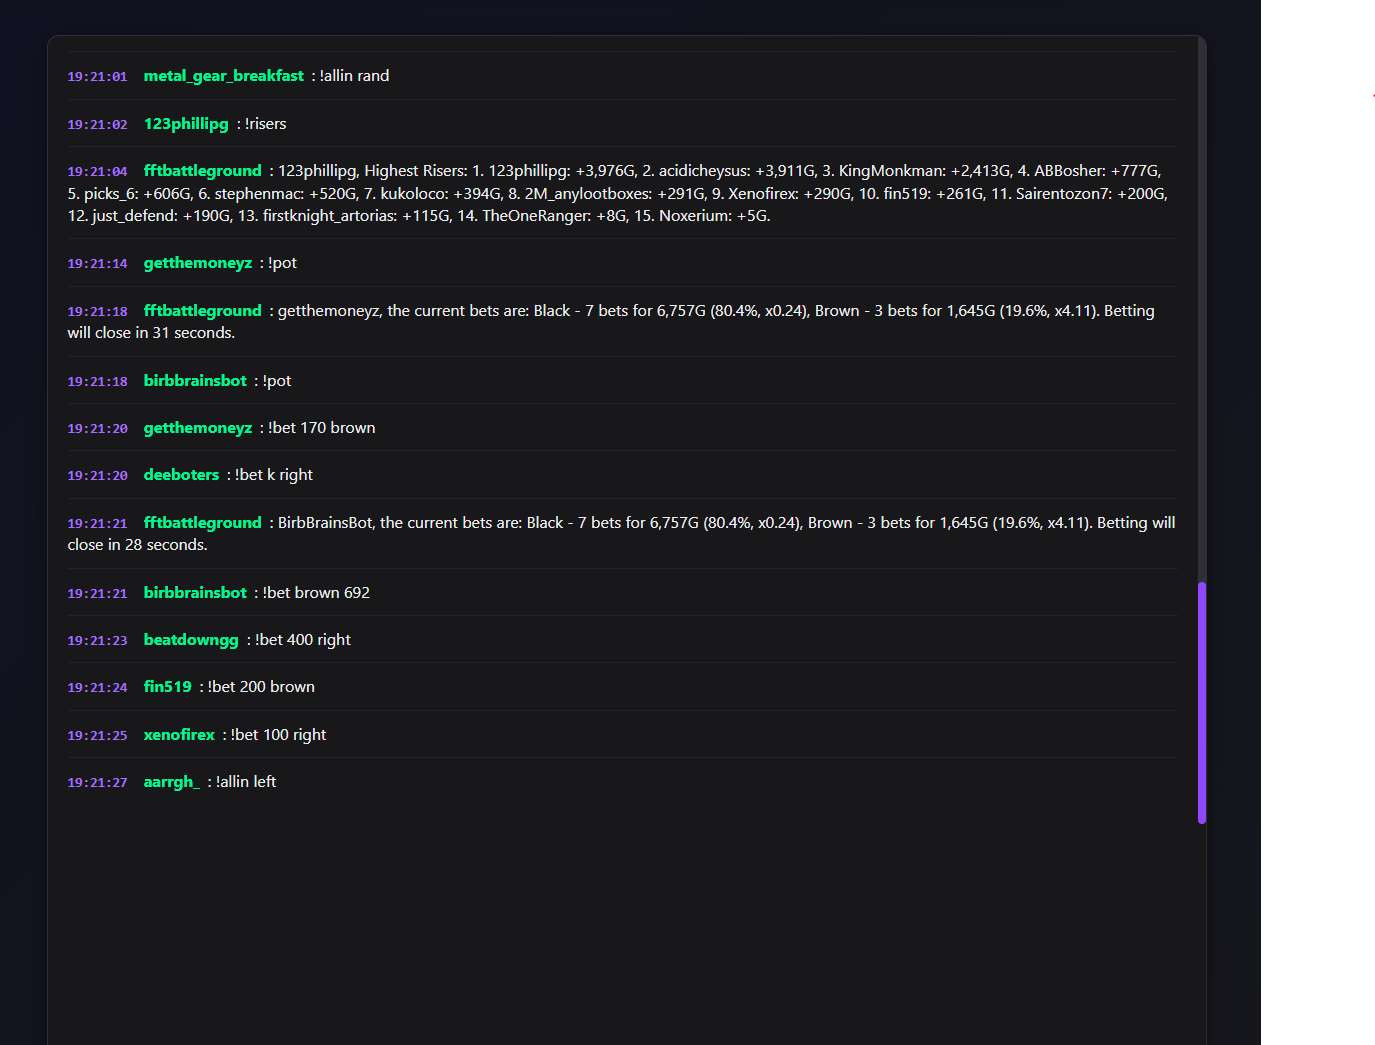 19:21:01 metal_gear_breakfast : !allin rand
19:21:02 123phillipg : !risers
19:21:04 fftbattleground : 123phillipg, Highest Risers: 1. 123phillipg: +3,976G, 2. acidicheysus: +3,911G, 3. KingMonkman: +2,413G, 4. ABBosher: +777G,
5. picks_6: +606G, 6. stephenmac: +520G, 7. kukoloco: +394G, 8. 2M_anylootboxes: +291G, 9. Xenofirex: +290G, 10. fin519: +261G, 11. Sairentozon7: +200G,
12. just_defend: +190G, 13. firstknight_artorias: +115G, 14. TheOneRanger: +8G, 15. Noxerium: +5G.
19:21:14 getthemoneyz : !pot
19:21:18 fftbattleground : getthemoneyz, the current bets are: Black - 7 bets for 6,757G (80.4%, x0.24), Brown - 3 bets for 1,645G (19.6%, x4.11). Betting
will close in 31 seconds.
19:21:18 birbbrainsbot : !pot
19:21:20 getthemoneyz : !bet 170 brown
19:21:20 deeboters : !bet k right
19:21:21 fftbattleground : BirbBrainsBot, the current bets are: Black - 7 bets for 6,757G (80.4%, x0.24), Brown - 3 bets for 1,645G (19.6%, x4.11). Betting will
close in 28 seconds.
19:21:21 birbbrainsbot : !bet brown 692
19:21:23 beatdowngg : !bet 400 right
19:21:24 fin519 : !bet 200 brown
19:21:25 xenofirex : !bet 100 right
19:21:27 aarrgh_ : !allin left